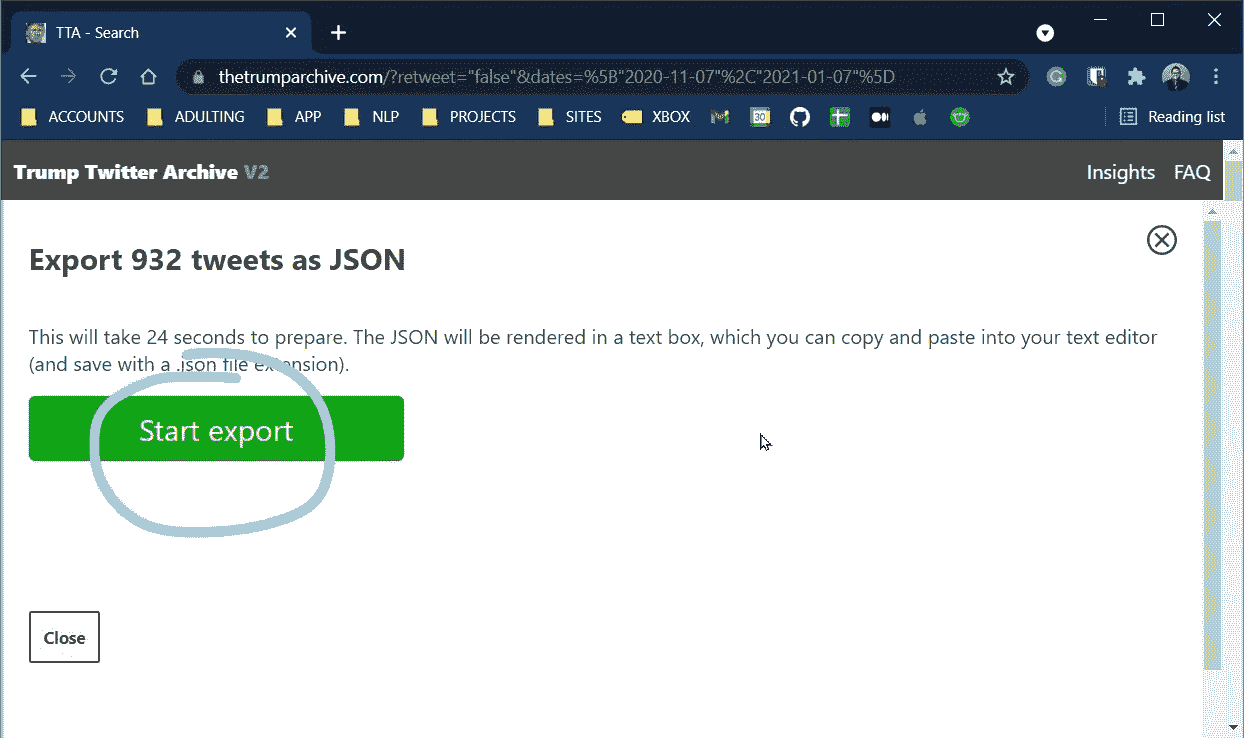 TTA - Search
thetrumparchive.com/?retweet="false"&dates=%5B"2020-11-07"%2C"2021-01-07"%5D
ACCOUNTS ADULTING APP NLP PROJECTS SITES XBOX 30 Reading list
Trump Twitter Archive V2 Insights FAQ
Export 932 tweets as JSON
This will take 24 seconds to prepare. The JSON will be rendered in a text box, which you can copy and paste into your text editor
(and save with a .json file extension).
Start export
Close